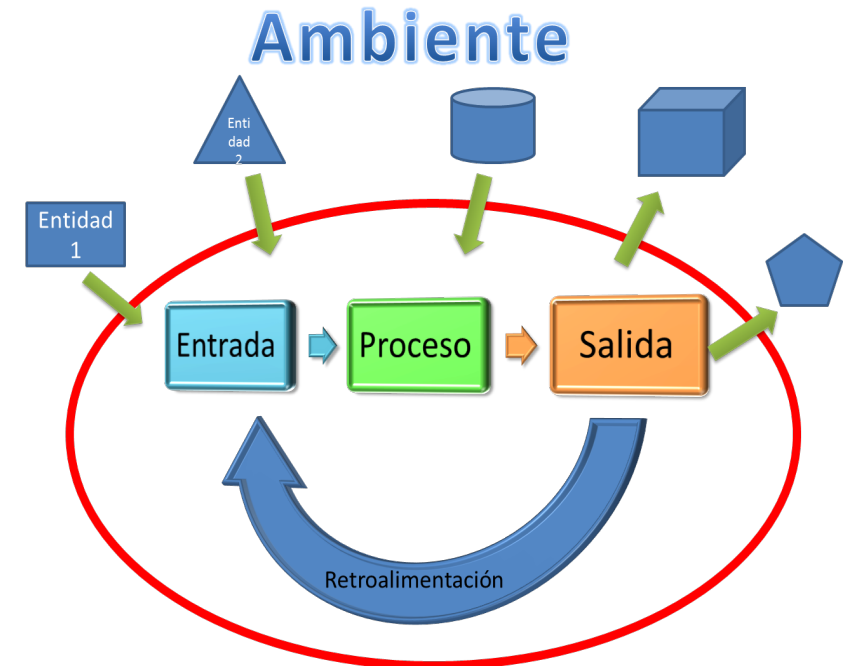 Ambiente
Enti
dad
2
Entidad
1
Entrada
Proceso
Salida
Retroalimentación